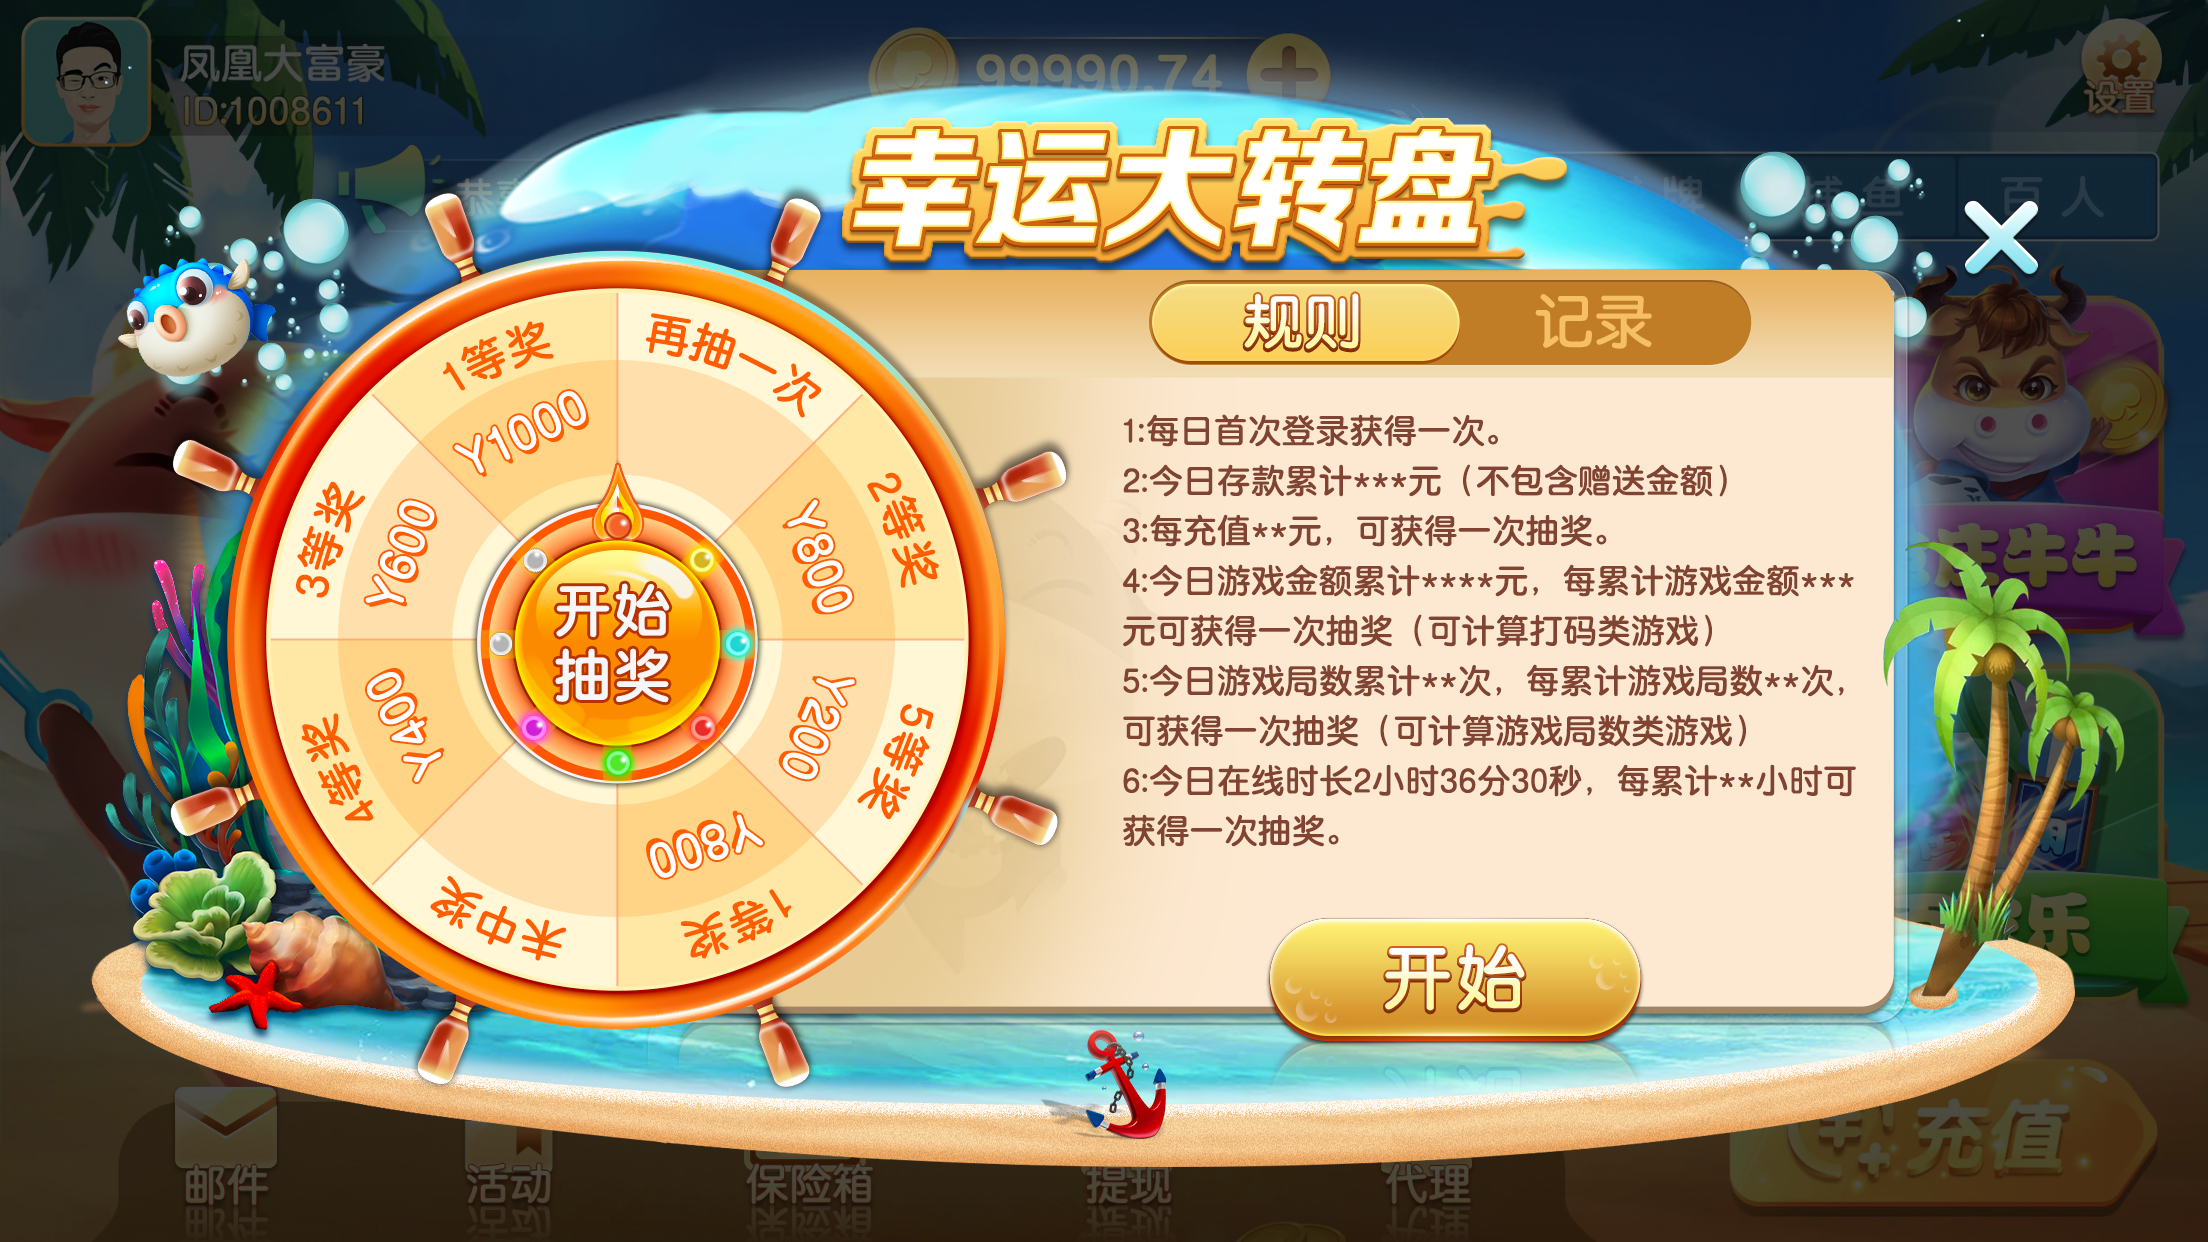 凤凰大富豪
ID:1008611
99990.74
设置
幸运大转盘
百人
规则
记录
1等奖
Y1000
再抽一次
2等奖
Y800
5等奖
Y200
1等奖
Y800
未中奖
4等奖
Y400
3等奖
Y600
开始
抽奖
1:每日首次登录获得一次。
2:今日存款累计***元（不包含赠送金额）
3:每充值**元，可获得一次抽奖。
4:今日游戏金额累计****元，每累计游戏金额***
元可获得一次抽奖（可计算打码类游戏）
5:今日游戏局数累计**次，每累计游戏局数**次，
可获得一次抽奖（可计算游戏局数类游戏）
6:今日在线时长2小时36分30秒，每累计**小时可
获得一次抽奖。
开始
庄牛牛
乐
邮件
活动
保险箱
提现
代理
充值